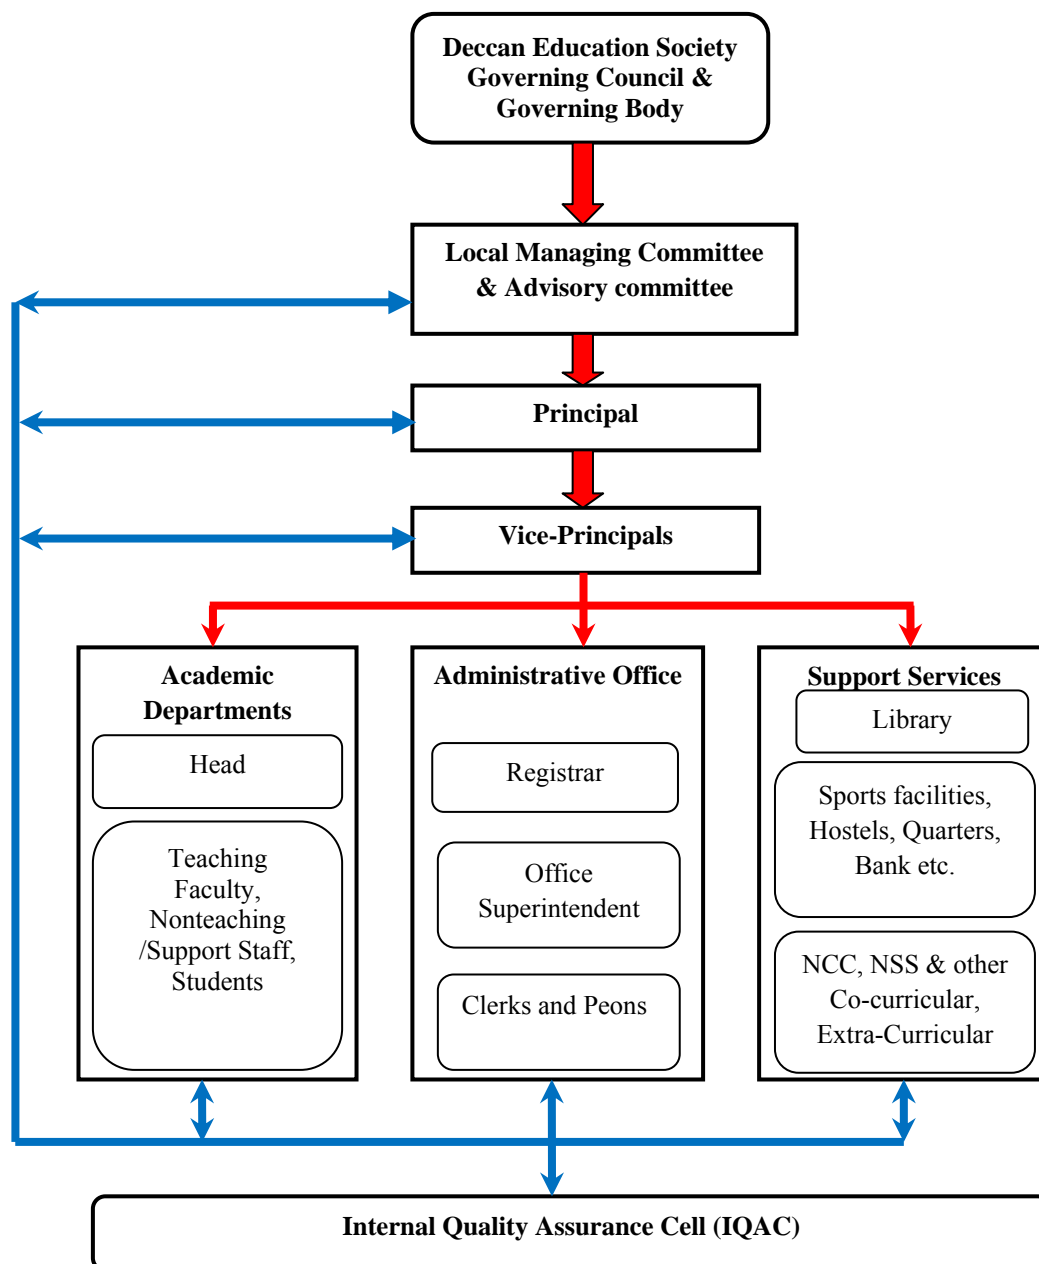 Deccan Education Society
Governing Council &
Governing Body
Local Managing Committee
& Advisory committee
Principal
Vice-Principals
Academic
Departments
Head
Teaching
Faculty,
Nonteaching
/Support Staff,
Students
Administrative Office
Registrar
Office
Superintendent
Clerks and Peons
Support Services
Library
Sports facilities,
Hostels, Quarters,
Bank etc.
NCC, NSS & other
Co-curricular,
Extra-Curricular
Internal Quality Assurance Cell (IQAC)